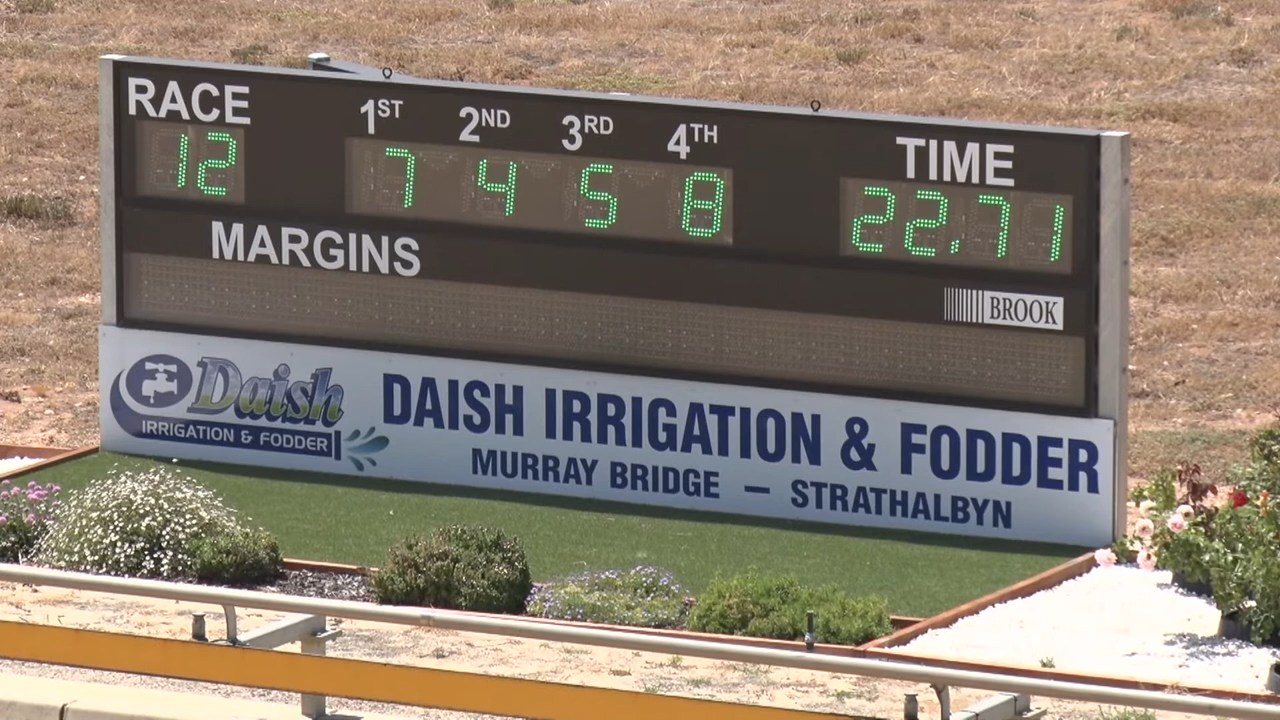 RACE 1ST 2ND 3RD 4TH TIME
12 7 4 5 8 22.71
MARGINS
BROOK
Daish
IRRIGATION & FODDER
DAISH IRRIGATION & FODDER
MURRAY BRIDGE – STRATHALBYN